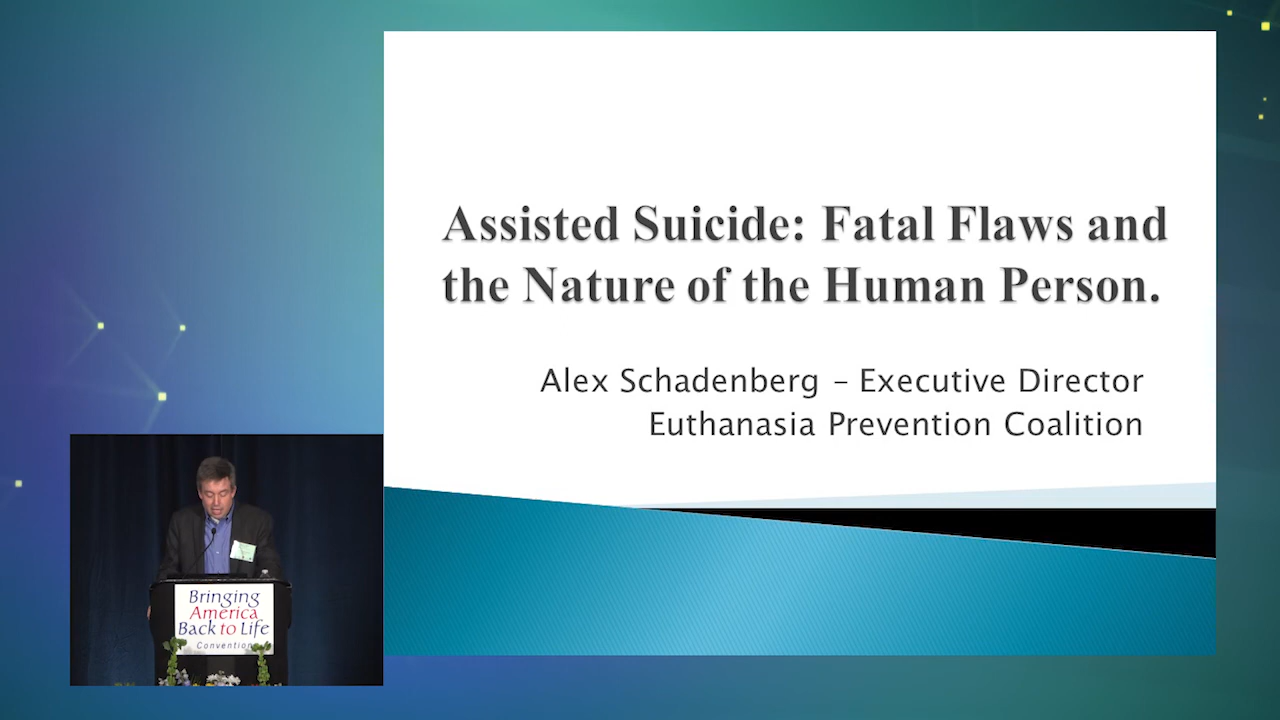 Assisted Suicide: Fatal Flaws and
the Nature of the Human Person.
Alex Schadenberg – Executive Director
Euthanasia Prevention Coalition
Bringing
America
Back to Life
Convention